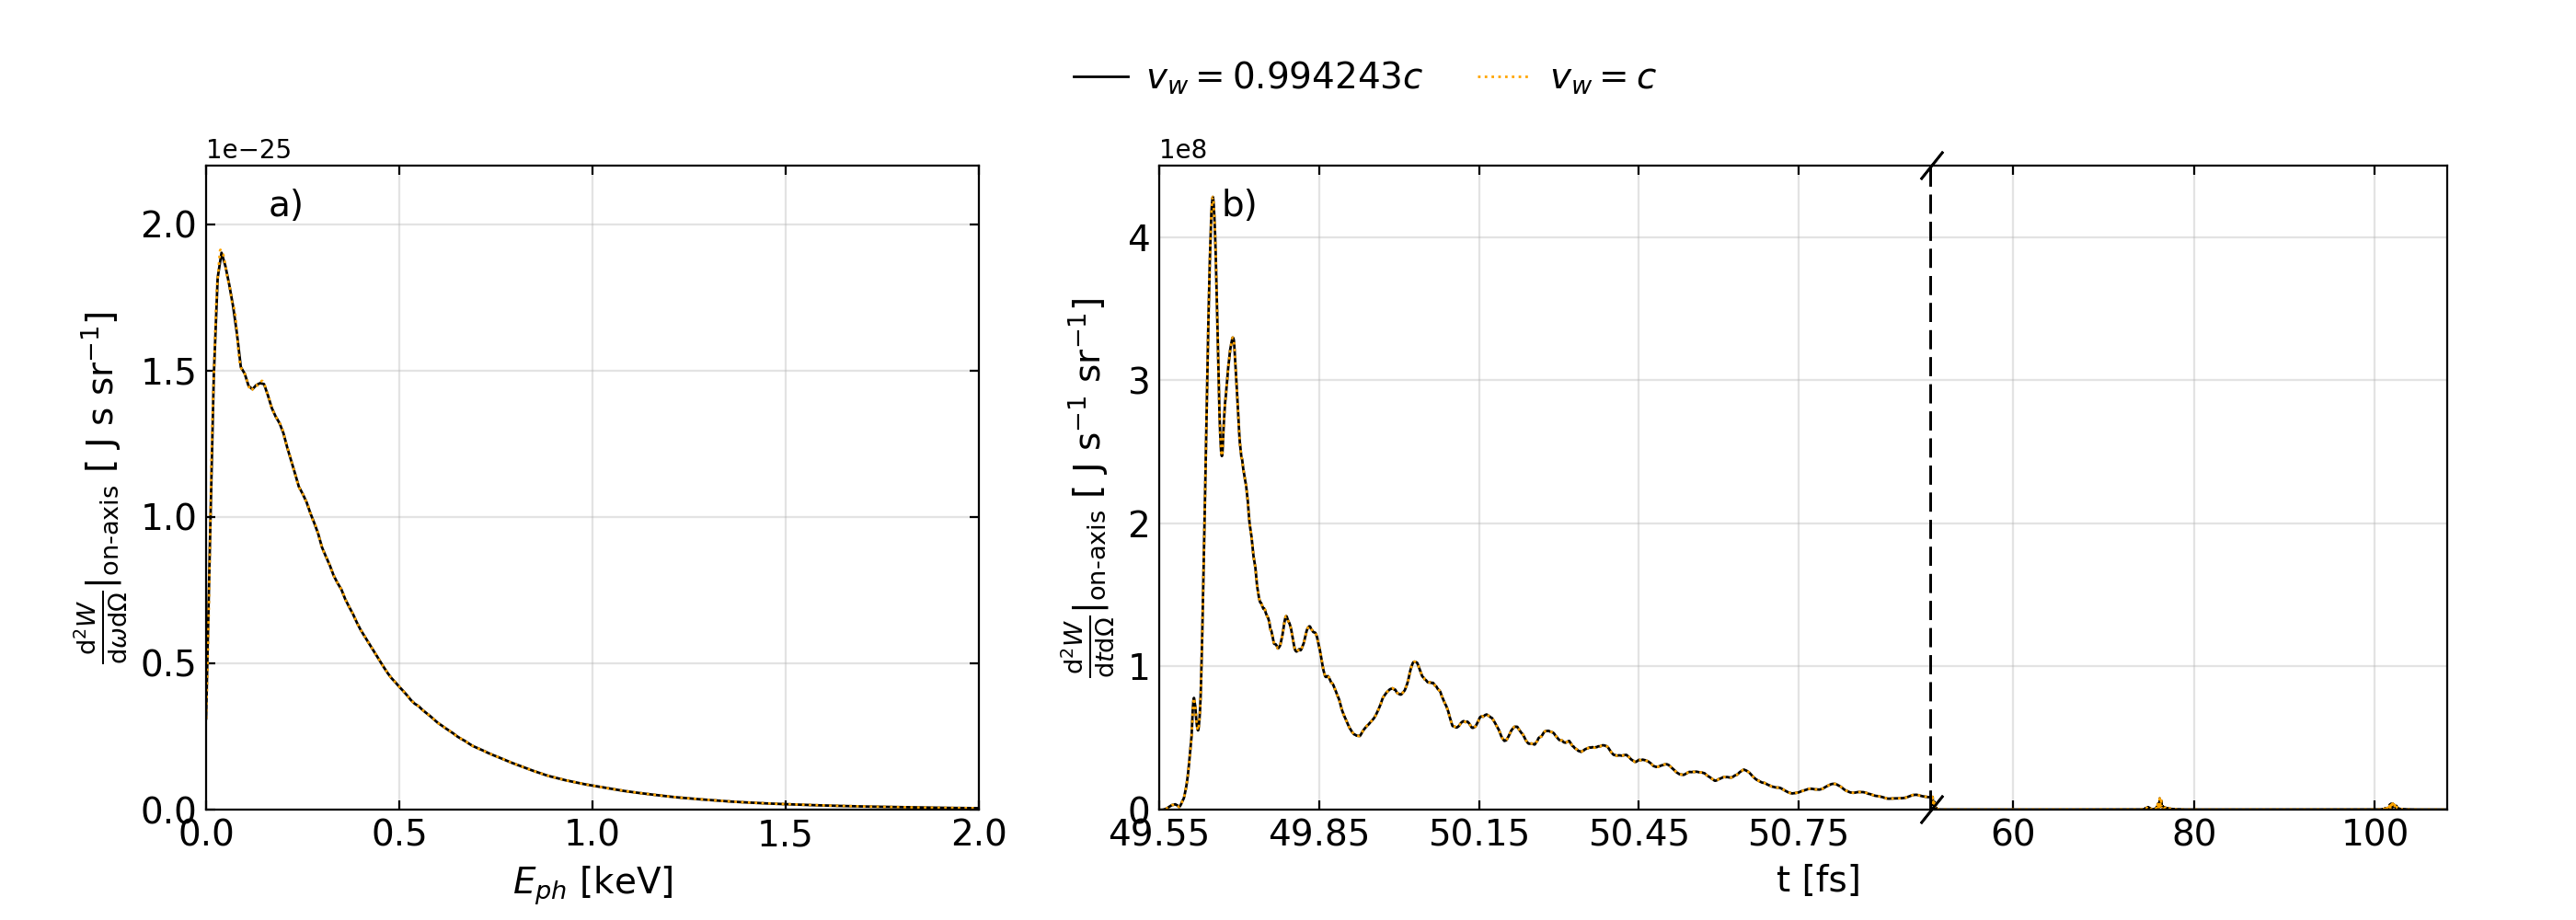 v_w = 0.994243c v_w = c
1e−25
a)
2.0
1.5
1.0
0.5
0.0
0.0 0.5 1.0 1.5 2.0
E_ph [keV]
d²W/dωdΩ|on-axis [ J s sr⁻¹]
1e8
b)
4
3
2
1
0
49.55 49.85 50.15 50.45 50.75 60 80 100
t [fs]
d²W/dtdΩ|on-axis [ J s⁻¹ sr⁻¹]